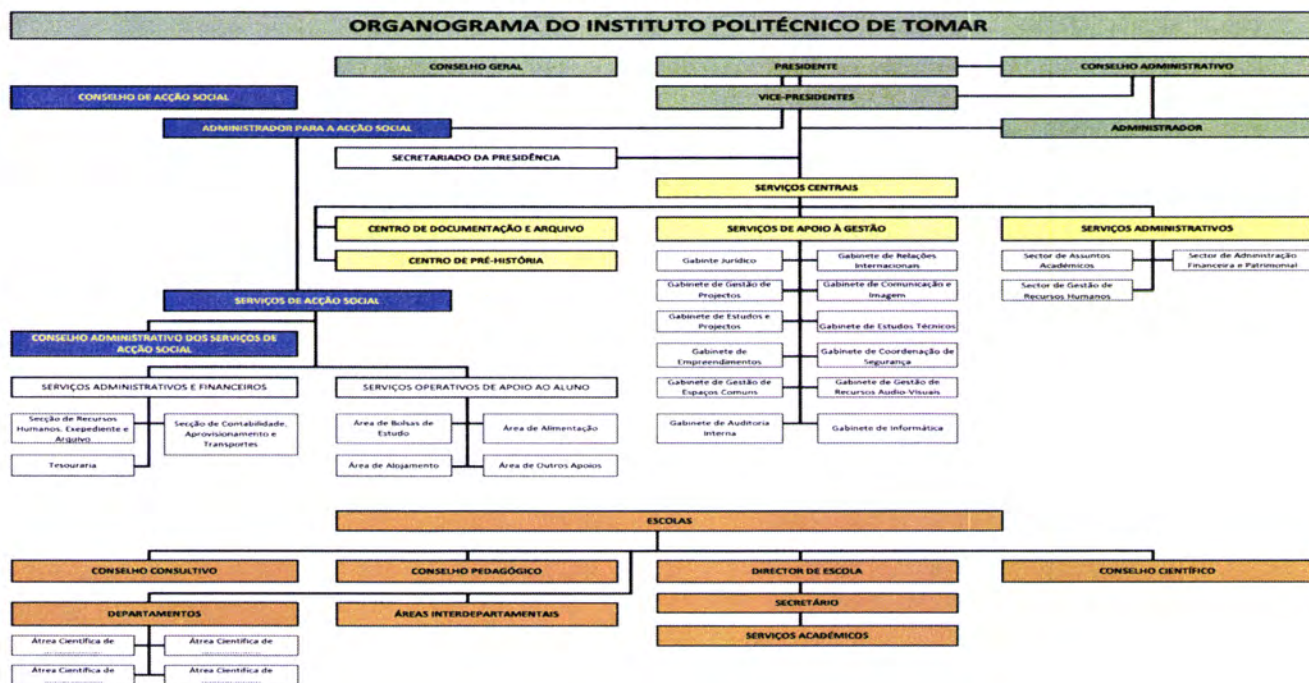 ORGANOGRAMA DO INSTITUTO POLITÉCNICO DE TOMAR
CONSELHO GERAL
PRESIDENTE
CONSELHO ADMINISTRATIVO
CONSELHO DE ACÇÃO SOCIAL
VICE-PRESIDENTES
ADMINISTRADOR PARA A ACÇÃO SOCIAL
ADMINISTRADOR
SECRETARIADO DA PRESIDÊNCIA
SERVIÇOS CENTRAIS
CENTRO DE DOCUMENTAÇÃO E ARQUIVO
SERVIÇOS DE APOIO À GESTÃO
SERVIÇOS ADMINISTRATIVOS
CENTRO DE PRÉ-HISTÓRIA
Gabinte Jurídico
Gabinete de Relações
Internacionais
Sector de Assuntos
Académicos
Sector de Administração
Financeira e Patrimonial
Gabinete de Gestão de
Projectos
Gabinete de Comunicação e
Imagem
Sector de Gestão de
Recursos Humanos
SERVIÇOS DE ACÇÃO SOCIAL
Gabinete de Estudos e
Projectos
Gabinete de Estudos Técnicos
CONSELHO ADMINISTRATIVO DOS SERVIÇOS DE
ACÇÃO SOCIAL
Gabinete de
Empreendimentos
Gabinete de Coordenação de
Segurança
SERVIÇOS ADMINISTRATIVOS E FINANCEIROS
SERVIÇOS OPERATIVOS DE APOIO AO ALUNO
Gabinete de Gestão de
Espaços Comuns
Gabinete de Gestão de
Recursos Audio-Visuais
Secção de Recursos
Humanos, Exepediente e
Arquivo
Secção de Contabilidade,
Aprovisionamento e
Transportes
Área de Bolsas de
Estudo
Área de Alimentação
Gabinete de Auditoria
Interna
Gabinete de Informática
Tesouraria
Área de Alojamento
Área de Outros Apoios
ESCOLAS
CONSELHO CONSULTIVO
CONSELHO PEDAGÓGICO
DIRECTOR DE ESCOLA
CONSELHO CIENTÍFICO
DEPARTAMENTOS
ÁREAS INTERDEPARTAMENTAIS
SECRETÁRIO
SERVIÇOS ACADÉMICOS
Átrea Científica de
Átrea Científica de
Átrea Científica de
Átrea Científica de